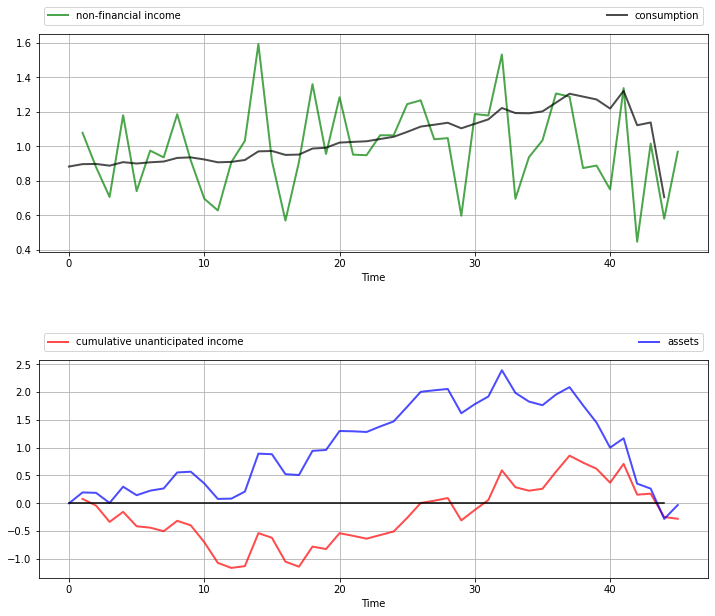 non-financial income consumption
1.6
1.4
1.2
1.0
0.8
0.6
0.4
0 10 20 30 40
Time
cumulative unanticipated income assets
2.5
2.0
1.5
1.0
0.5
0.0
−0.5
−1.0
0 10 20 30 40
Time